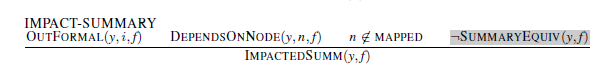 IMPACT-SUMMARY
OUTFORMAL(y,i,f) DEPENDSONNODE(y,n,f) n ∉ MAPPED ¬SUMMARYEQUIV(y,f)
IMPACTEDSUMM(y,f)